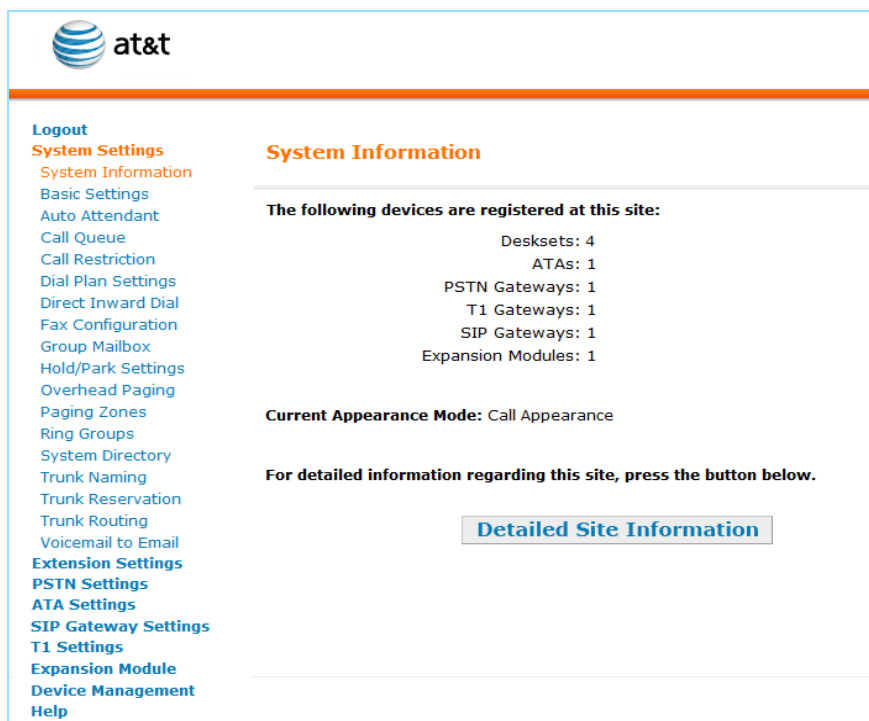 at&t
Logout
System Settings
System Information
Basic Settings
Auto Attendant
Call Queue
Call Restriction
Dial Plan Settings
Direct Inward Dial
Fax Configuration
Group Mailbox
Hold/Park Settings
Overhead Paging
Paging Zones
Ring Groups
System Directory
Trunk Naming
Trunk Reservation
Trunk Routing
Voicemail to Email
Extension Settings
PSTN Settings
ATA Settings
SIP Gateway Settings
T1 Settings
Expansion Module
Device Management
Help
System Information
The following devices are registered at this site:
Desksets: 4
ATAs: 1
PSTN Gateways: 1
T1 Gateways: 1
SIP Gateways: 1
Expansion Modules: 1
Current Appearance Mode: Call Appearance
For detailed information regarding this site, press the button below.
Detailed Site Information